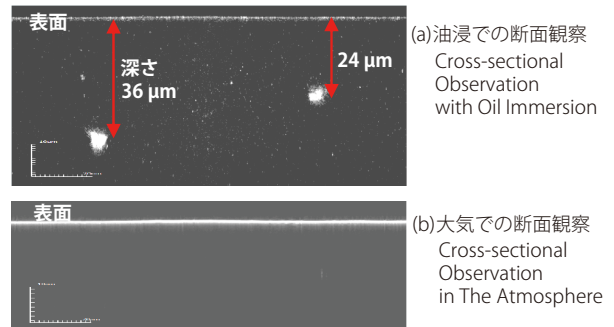 表面
深さ
36 μm
24 μm
(a)油浸での断面観察
Cross-sectional
Observation
with Oil Immersion
表面
(b)大気での断面観察
Cross-sectional
Observation
in The Atmosphere